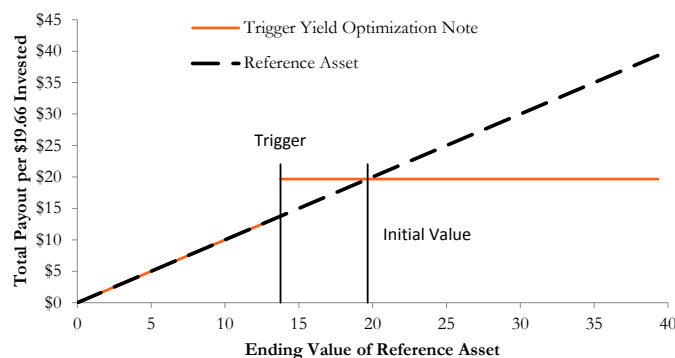 $45
$40
$35
$30
$25
$20
$15
$10
$5
$0
Total Payout per $19.66 Invested
Trigger Yield Optimization Note
Reference Asset
Trigger
Initial Value
0 5 10 15 20 25 30 35 40
Ending Value of Reference Asset